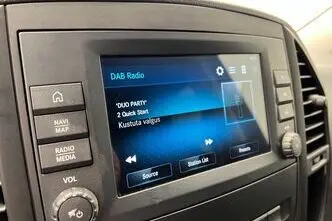 DAB Radio
'DUO PARTY'
2 Quick Start
Kustuta valgus
NAVI
MAP
RADIO
MEDIA
VOL
Source
Station List
Presets